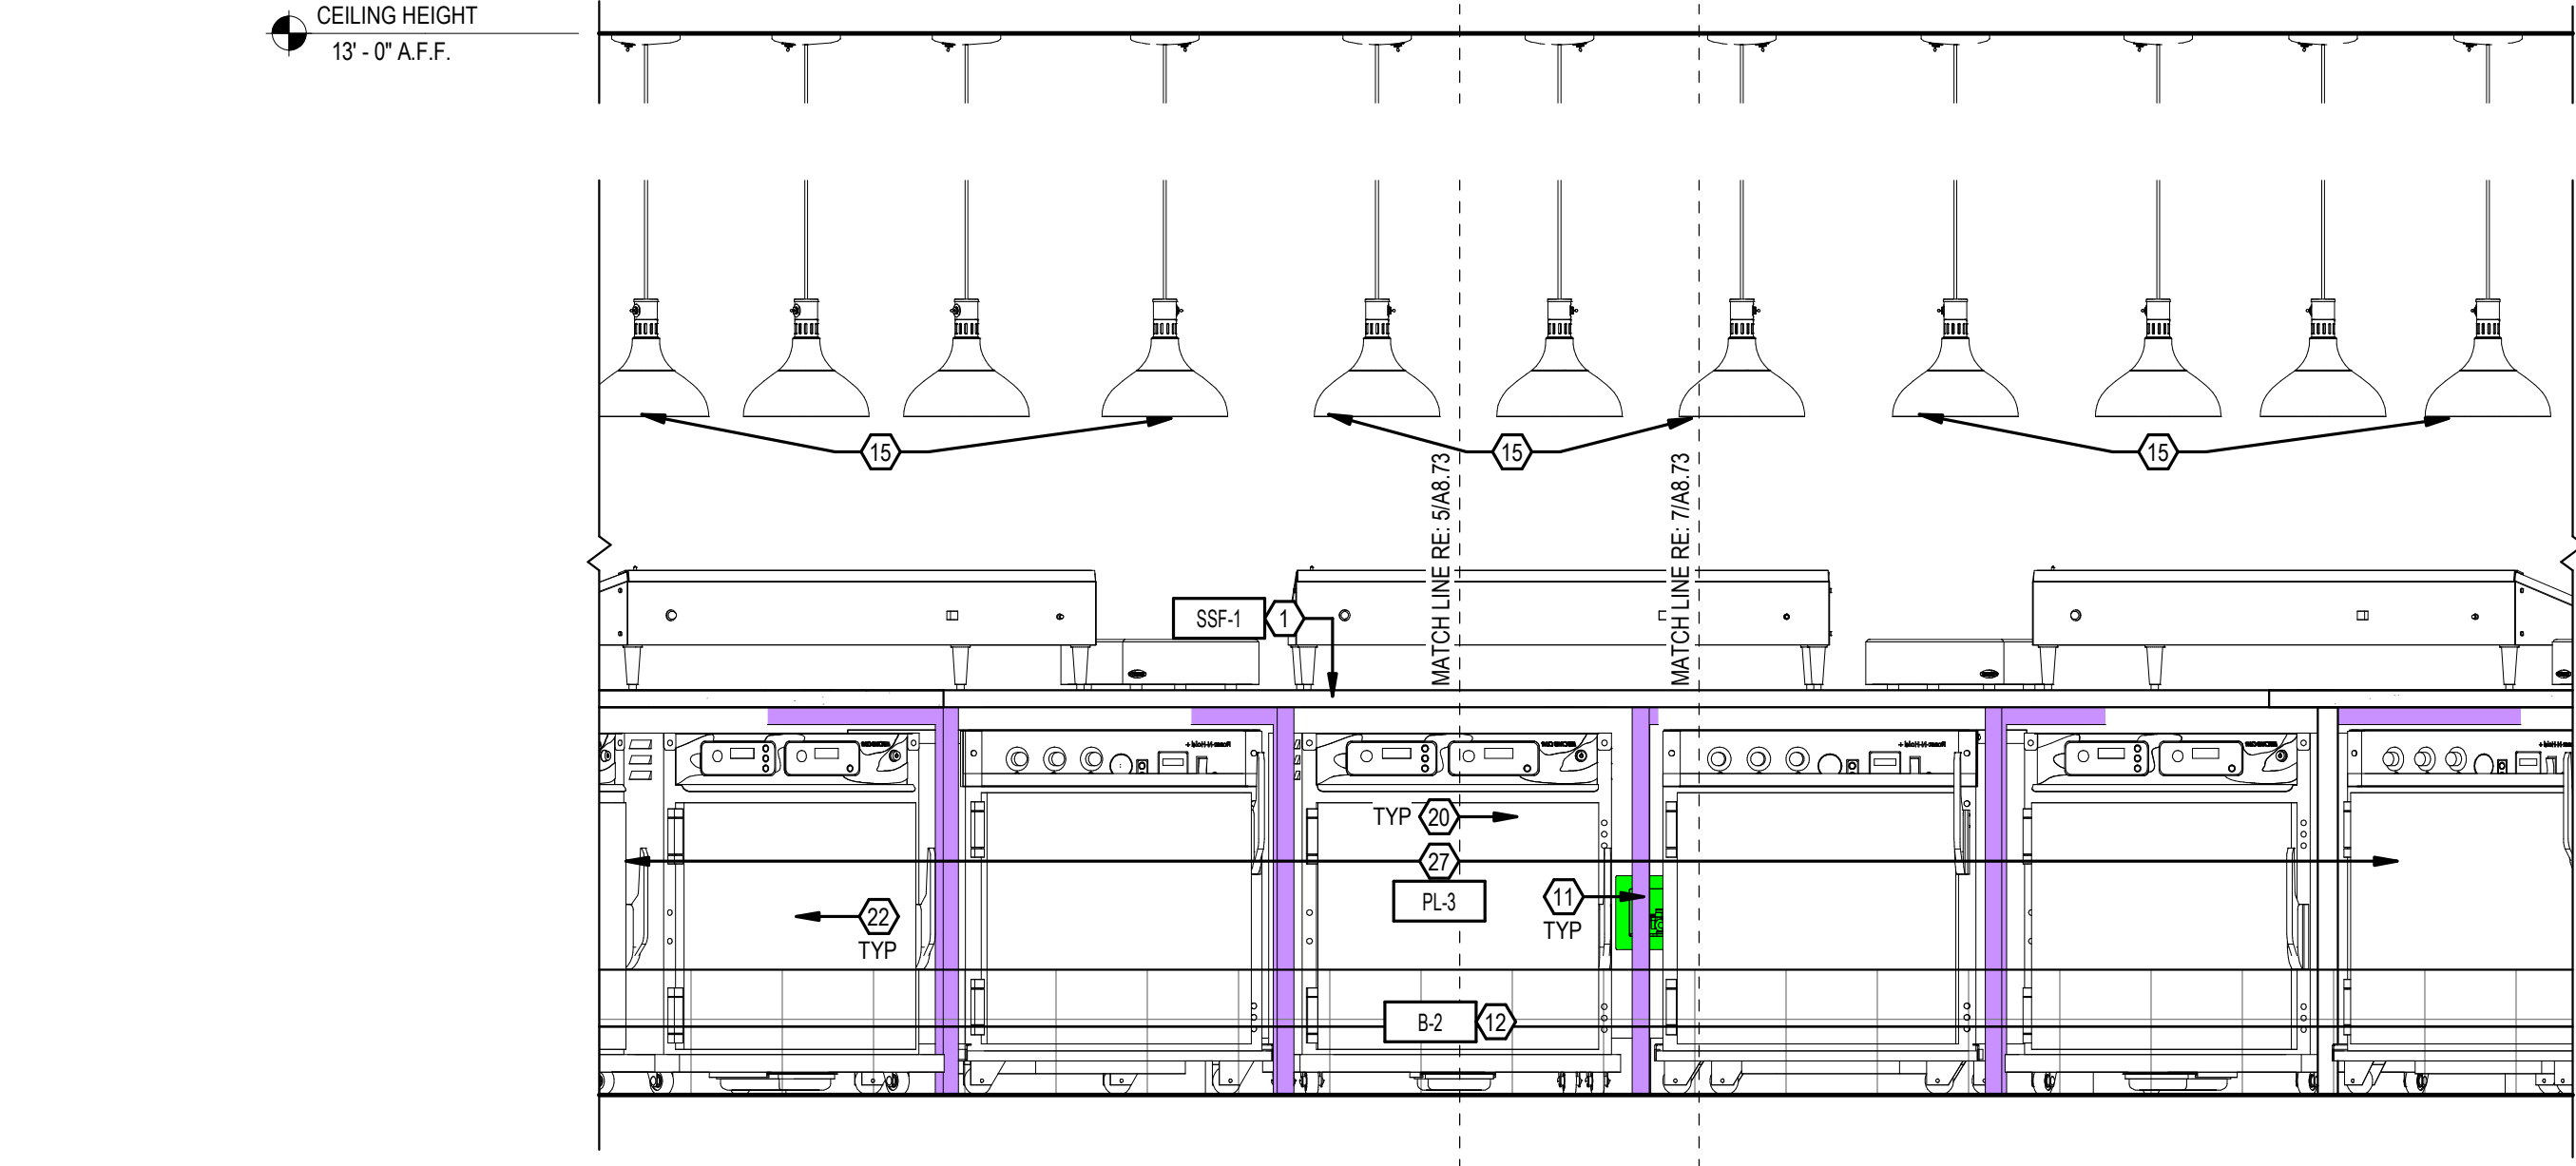 CEILING HEIGHT
13' - 0" A.F.F.
15
15
15
MATCH LINE RE: 5/A8.73
MATCH LINE RE: 7/A8.73
SSF-1 1
TYP 20
27
PL-3
11
TYP
22
TYP
B-2 12